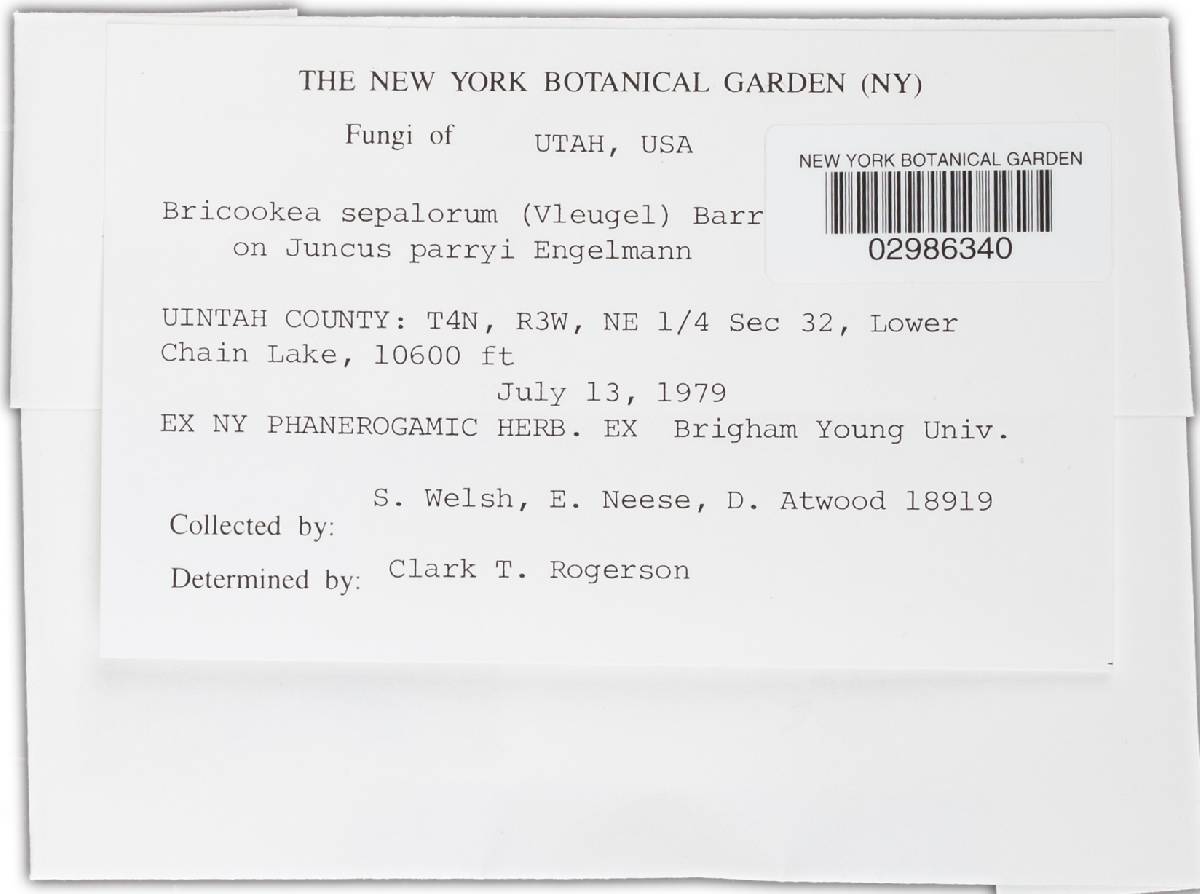 THE NEW YORK BOTANICAL GARDEN (NY)
Fungi of UTAH, USA
NEW YORK BOTANICAL GARDEN
02986340
Bricookea sepalorum (Vleugel) Barr
on Juncus parryi Engelmann
UINTAH COUNTY: T4N, R3W, NE 1/4 Sec 32, Lower
Chain Lake, 10600 ft
July 13, 1979
EX NY PHANEROGAMIC HERB. EX Brigham Young Univ.
S. Welsh, E. Neese, D. Atwood 18919
Collected by:
Determined by: Clark T. Rogerson